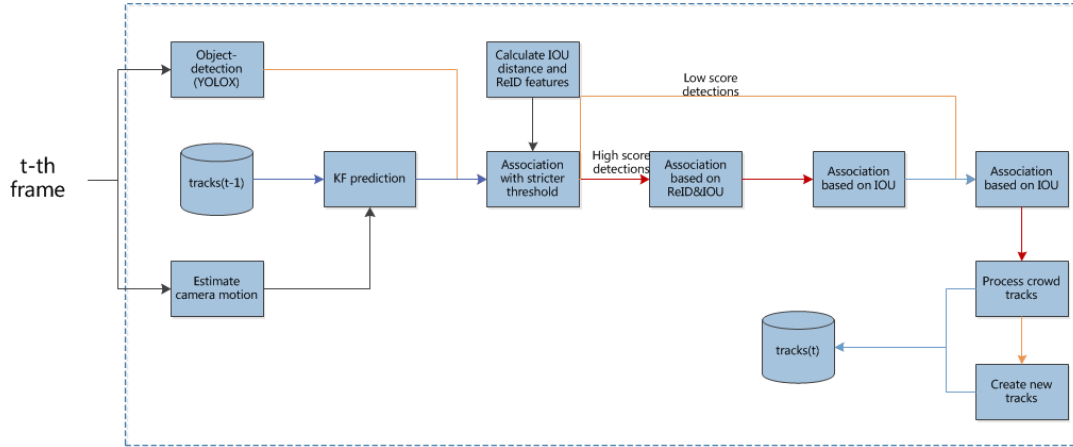 t-th
frame
Object-
detection
(YOLOX)
tracks(t-1)
Estimate
camera motion
KF prediction
Calculate IOU
distance and
ReID features
Association
with stricter
threshold
Low score
detections
High score
detections
Association
based on
ReID&IOU
Association
based on IOU
Association
based on IOU
Process crowd
tracks
tracks(t)
Create new
tracks